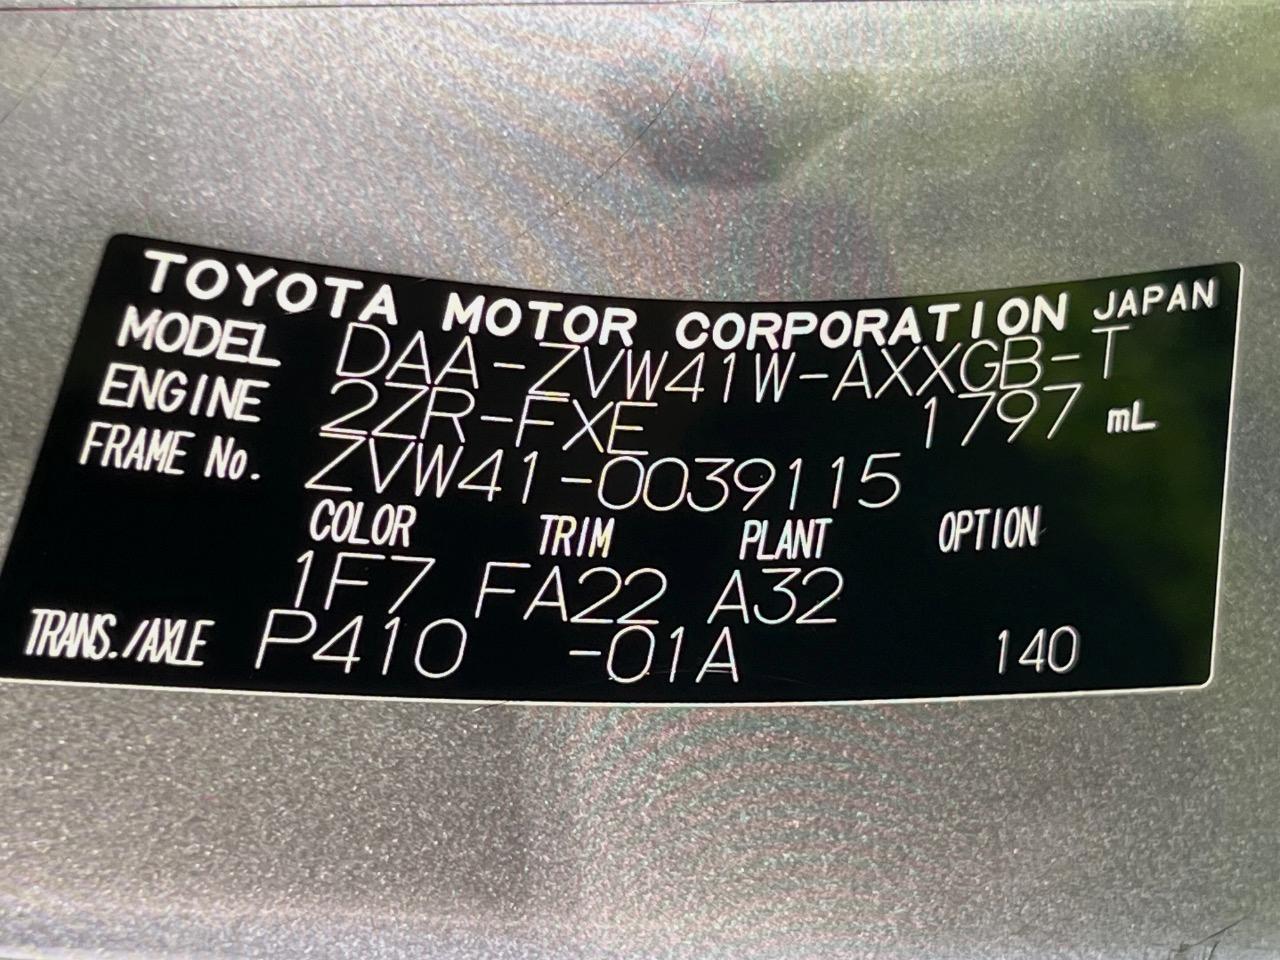 TOYOTA MOTOR CORPORATION JAPAN
MODEL DAA-ZVW41W-AXXGB-T
ENGINE 2ZR-FXE 1797 mL
FRAME No. ZVW41-0039115
COLOR TRIM PLANT OPTION
1F7 FA22 A32
TRANS./AXLE P410 -01A 140